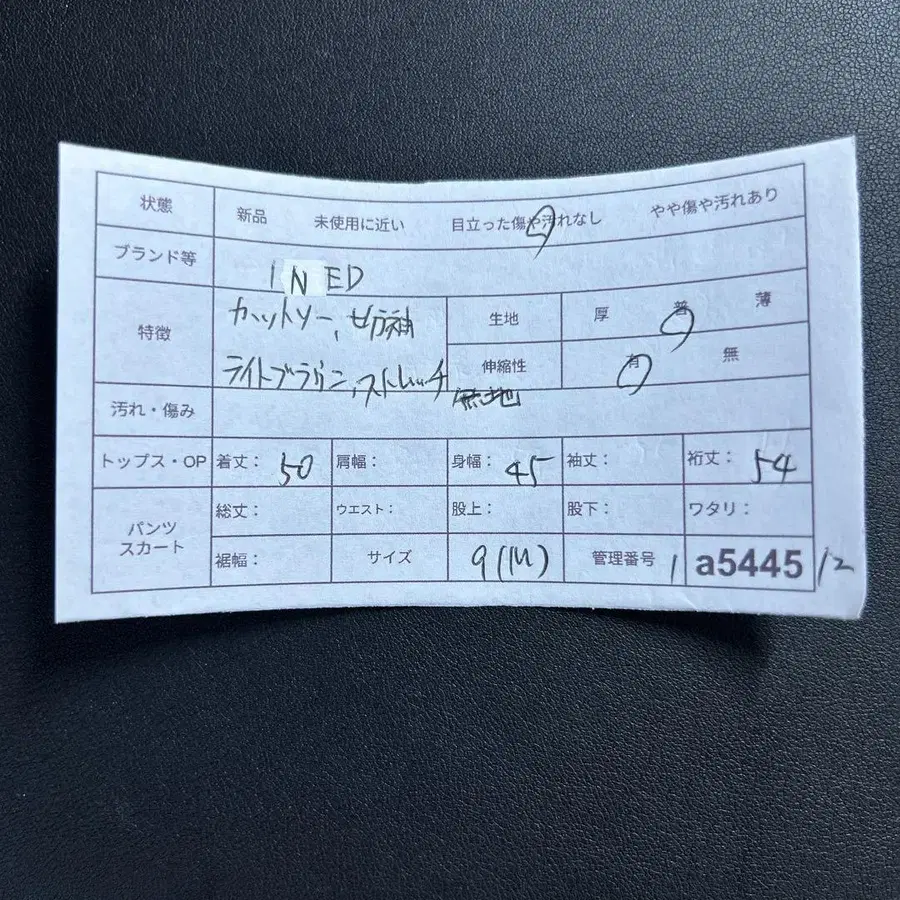 状態 新品 未使用に近い 目立った傷や汚れなし やや傷や汚れあり
ブランド等 INED
特徴 カットソー、七分袖
ライトブラウン、ストレッチ 無地
生地 厚 普 薄
伸縮性 有 無
汚れ・傷み
トップス・OP 着丈： 50 肩幅： 身幅： 45 袖丈： 裄丈： 54
パンツ スカート 総丈： ウエスト： 股上： 股下： ワタリ：
裾幅： サイズ 9(M) 管理番号 1 a5445 12